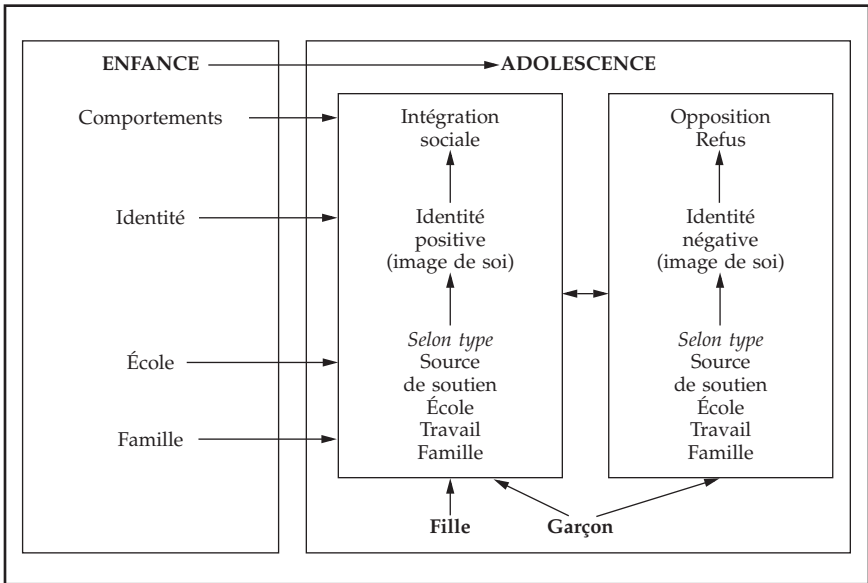 ENFANCE
ADOLESCENCE
Comportements
Identité
École
Famille
Intégration
sociale
Identité
positive
(image de soi)
Selon type
Source
de soutien
École
Travail
Famille
Opposition
Refus
Identité
négative
(image de soi)
Selon type
Source
de soutien
École
Travail
Famille
Fille
Garçon